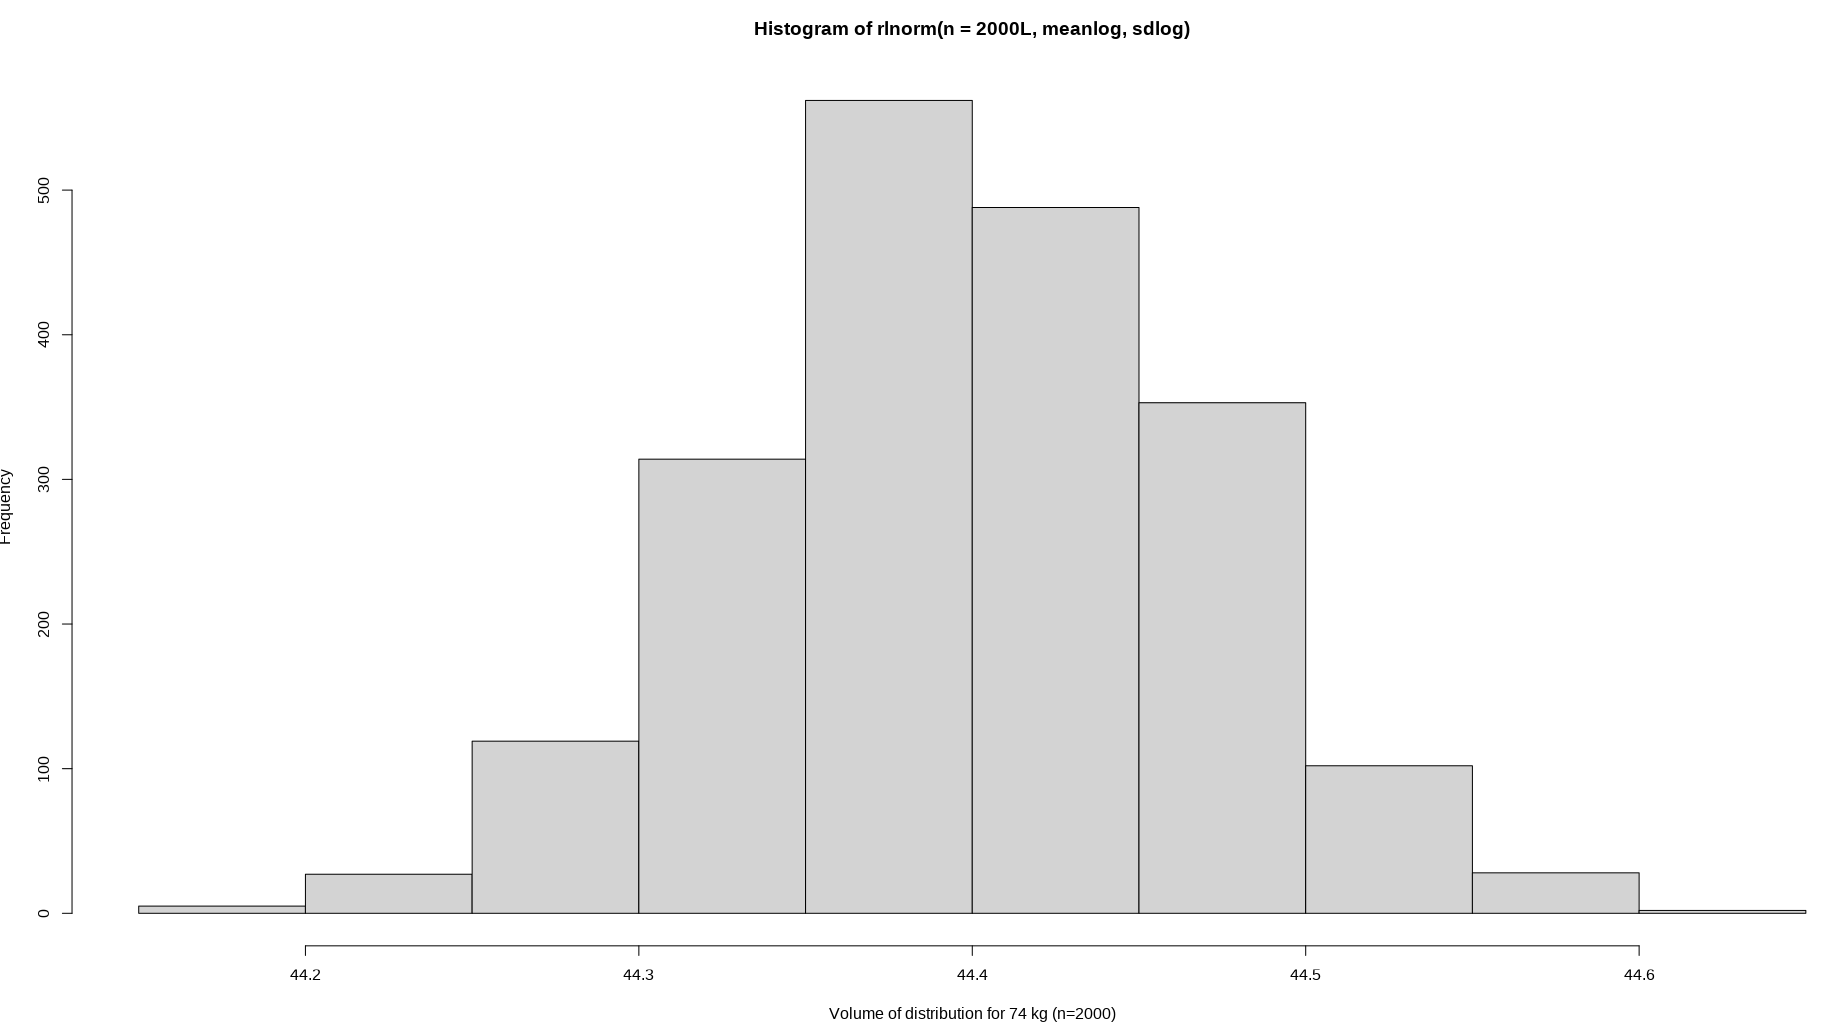 Histogram of rlnorm(n = 2000L, meanlog, sdlog)
Frequency
500
400
300
200
100
0
44.2 44.3 44.4 44.5 44.6
Volume of distribution for 74 kg (n=2000)